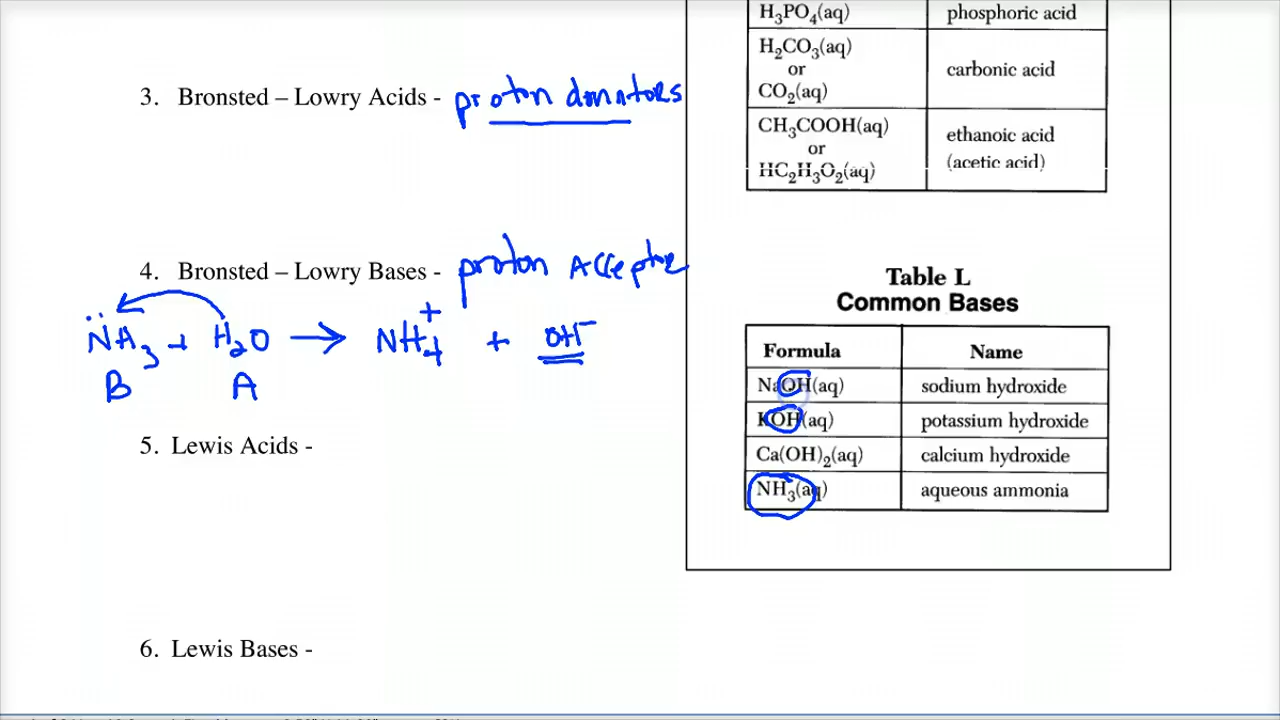 3. Bronsted – Lowry Acids - proton donators
4. Bronsted – Lowry Bases - proton Acceptor
NH₃ + H₂O → NH₄⁺ + OH⁻
B A
5. Lewis Acids -
6. Lewis Bases -
H₃PO₄(aq) phosphoric acid
H₂CO₃(aq)
or
CO₂(aq)
carbonic acid
CH₃COOH(aq)
or
HC₂H₃O₂(aq)
ethanoic acid
(acetic acid)
Table L
Common Bases
Formula Name
NaOH(aq) sodium hydroxide
KOH(aq) potassium hydroxide
Ca(OH)₂(aq) calcium hydroxide
NH₃(aq) aqueous ammonia